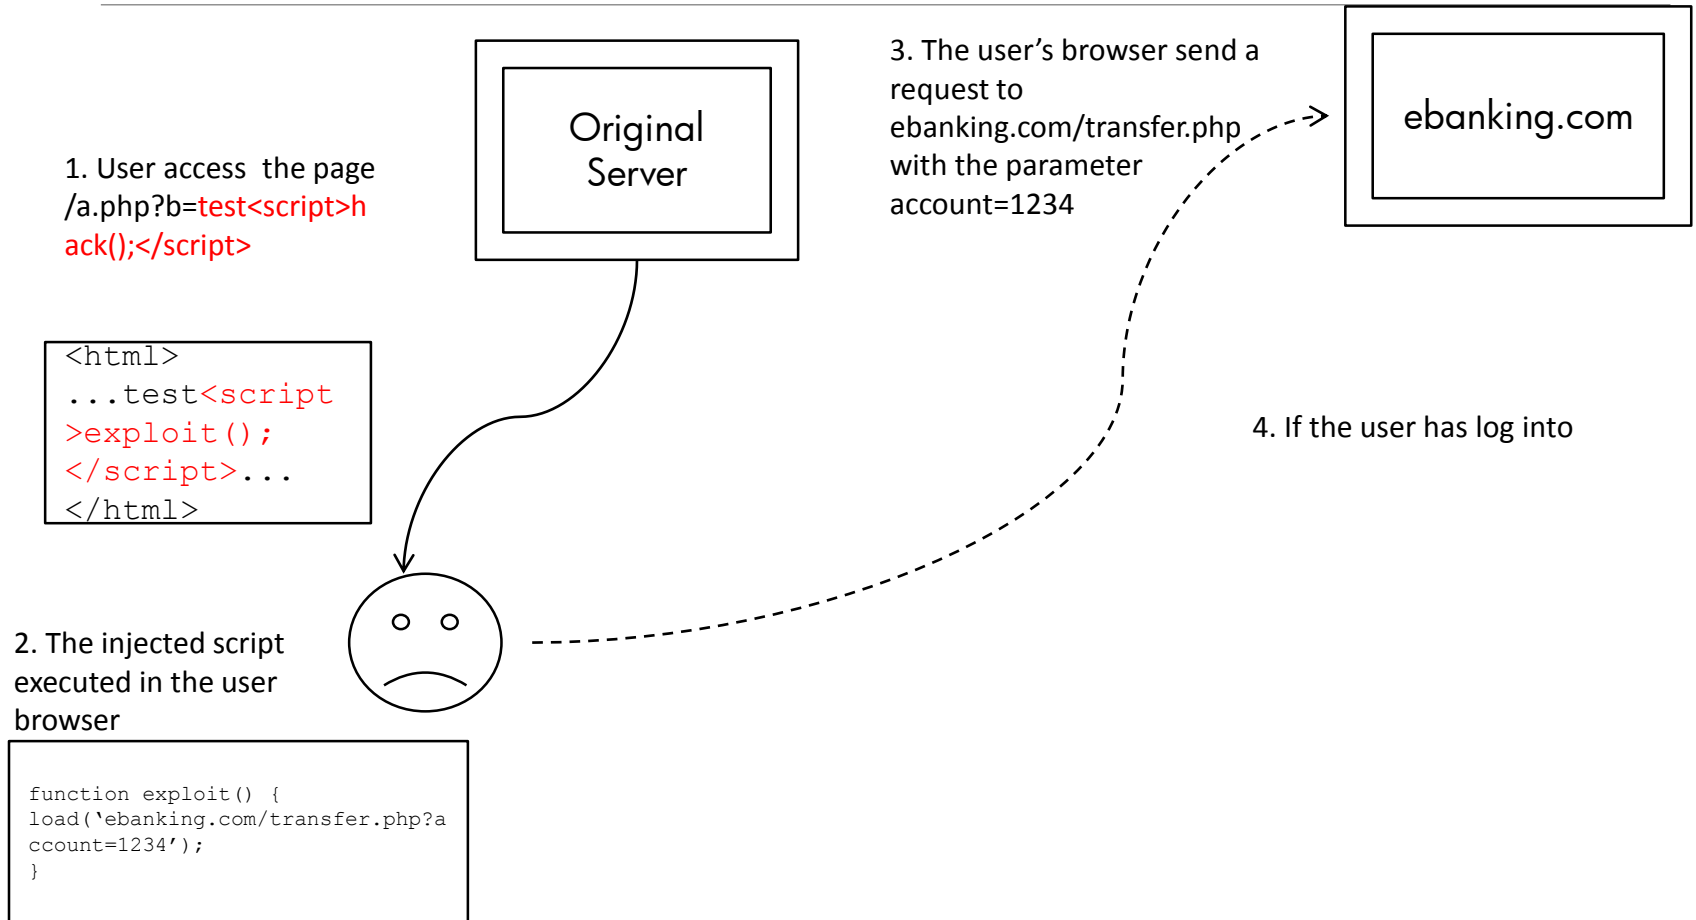 1. User access  the page
/a.php?b=test<script>h
ack();</script>
Original
Server
3. The user’s browser send a
request to
ebanking.com/transfer.php
with the parameter
account=1234
ebanking.com
<html>
...test<script
>exploit();
</script>...
</html>
4. If the user has log into
2. The injected script
executed in the user
browser
function exploit() {
load(‘ebanking.com/transfer.php?a
ccount=1234’);
}